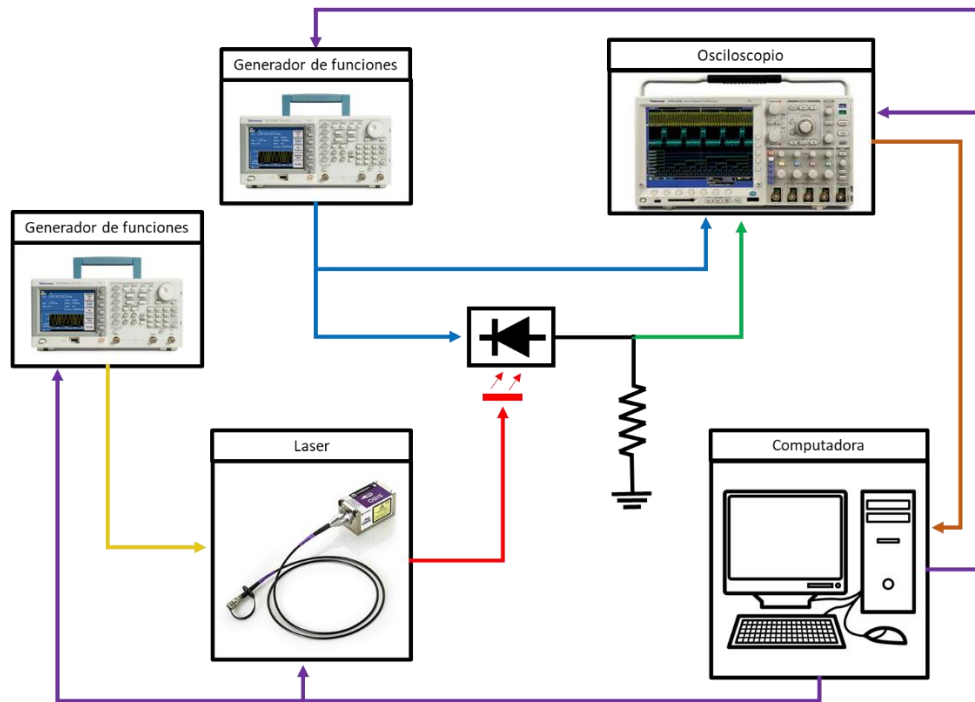 Generador de funciones
Osciloscopio
Generador de funciones
Laser
Computadora